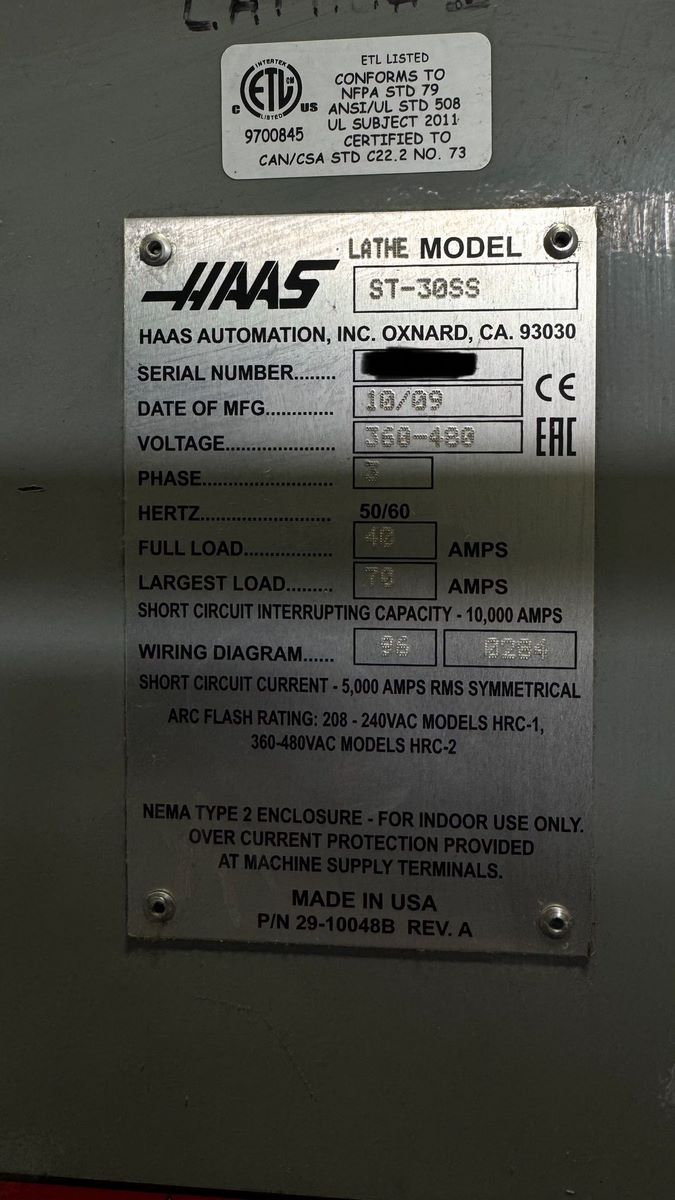 INTERTEK
ETL LISTED
C ETL CM US
LISTED
CONFORMS TO
NFPA STD 79
ANSI/UL STD 508
UL SUBJECT 2011
9700845
CERTIFIED TO
CAN/CSA STD C22.2 NO. 73
LATHE MODEL
HAAS ST-30SS
HAAS AUTOMATION, INC. OXNARD, CA. 93030
SERIAL NUMBER........
DATE OF MFG............. 10/09
CE
VOLTAGE..................... 360-480
EAC
PHASE......................... 3
HERTZ......................... 50/60
FULL LOAD................. 40 AMPS
LARGEST LOAD......... 70 AMPS
SHORT CIRCUIT INTERRUPTING CAPACITY - 10,000 AMPS
WIRING DIAGRAM...... 96 0284
SHORT CIRCUIT CURRENT - 5,000 AMPS RMS SYMMETRICAL
ARC FLASH RATING: 208 - 240VAC MODELS HRC-1,
360-480VAC MODELS HRC-2
NEMA TYPE 2 ENCLOSURE - FOR INDOOR USE ONLY.
OVER CURRENT PROTECTION PROVIDED
AT MACHINE SUPPLY TERMINALS.
MADE IN USA
P/N 29-10048B REV. A